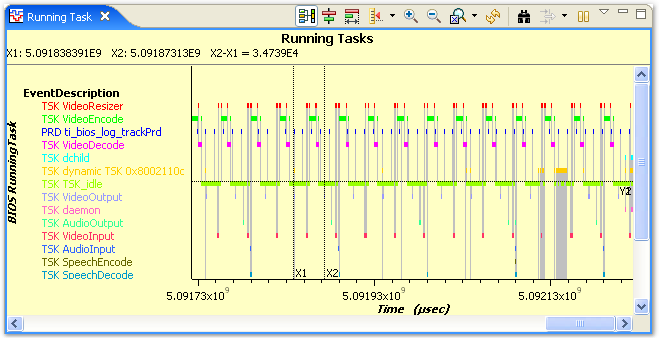 Running Task
Running Tasks
X1: 5.091838391E9 X2: 5.09187313E9 X2-X1 = 3.4739E4
EventDescription
TSK VideoResizer
TSK VideoEncode
PRD ti_bios_log_trackPrd
TSK VideoDecode
TSK dchild
TSK dynamic TSK 0x8002110c
TSK TSK_idle
TSK VideoOutput
TSK daemon
TSK AudioOutput
TSK VideoInput
TSK AudioInput
TSK SpeechEncode
TSK SpeechDecode
BIOS RunningTask
X1 X2
5.09173x10^9 5.09193x10^9 5.09213x10^9
Time (µsec)